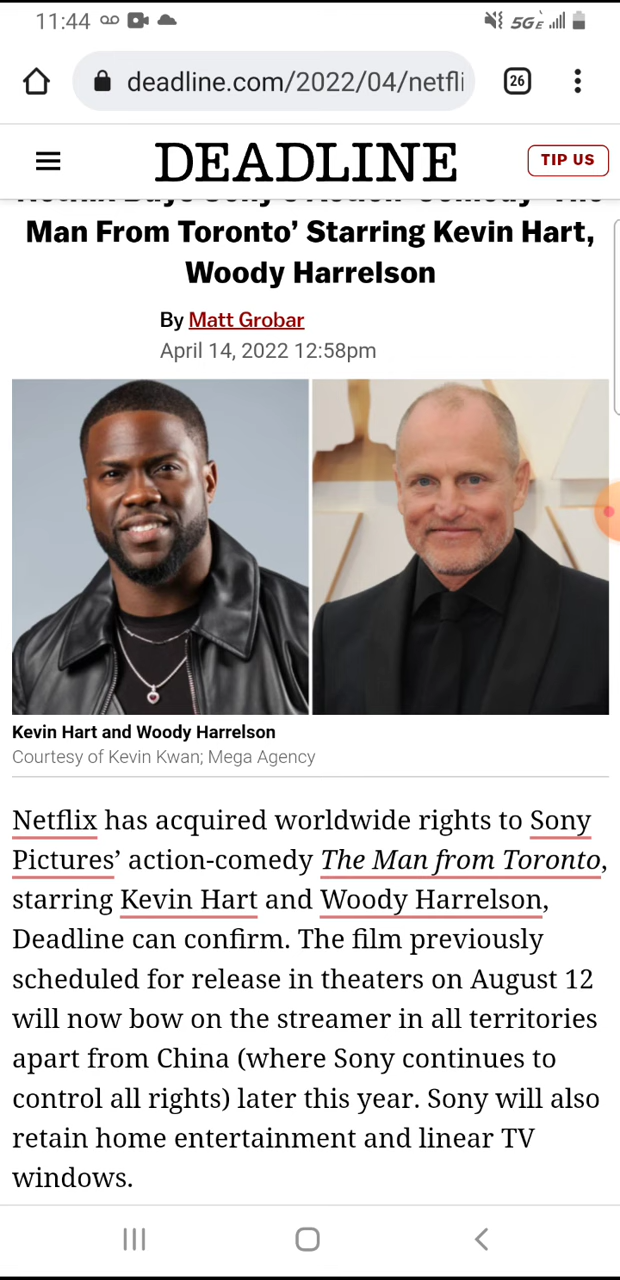 11:44
5GE
deadline.com/2022/04/netfli
26
DEADLINE
TIP US
Man From Toronto’ Starring Kevin Hart,
Woody Harrelson
By Matt Grobar
April 14, 2022 12:58pm
Kevin Hart and Woody Harrelson
Courtesy of Kevin Kwan; Mega Agency
Netflix has acquired worldwide rights to Sony
Pictures’ action-comedy The Man from Toronto,
starring Kevin Hart and Woody Harrelson,
Deadline can confirm. The film previously
scheduled for release in theaters on August 12
will now bow on the streamer in all territories
apart from China (where Sony continues to
control all rights) later this year. Sony will also
retain home entertainment and linear TV
windows.